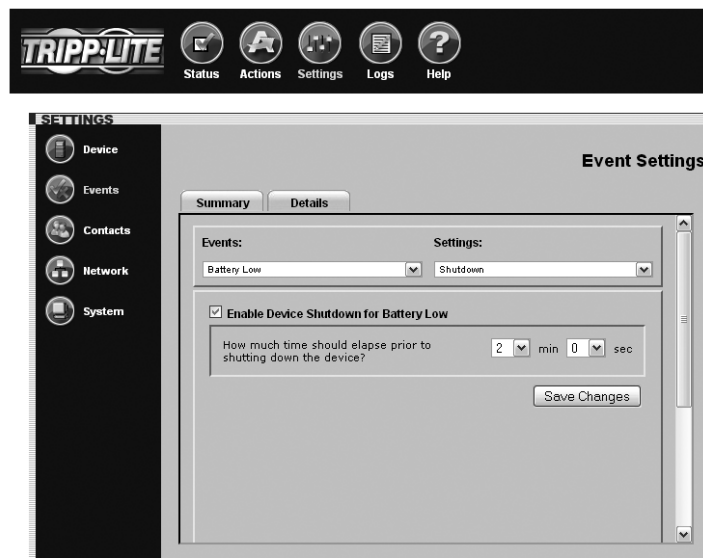 TRIPP·LITE
Status Actions Settings Logs Help
SETTINGS
Device
Events
Contacts
Network
System
Event Settings
Summary Details
Events: Settings:
Battery Low Shutdown
Enable Device Shutdown for Battery Low
How much time should elapse prior to
shutting down the device?
2 min 0 sec
Save Changes